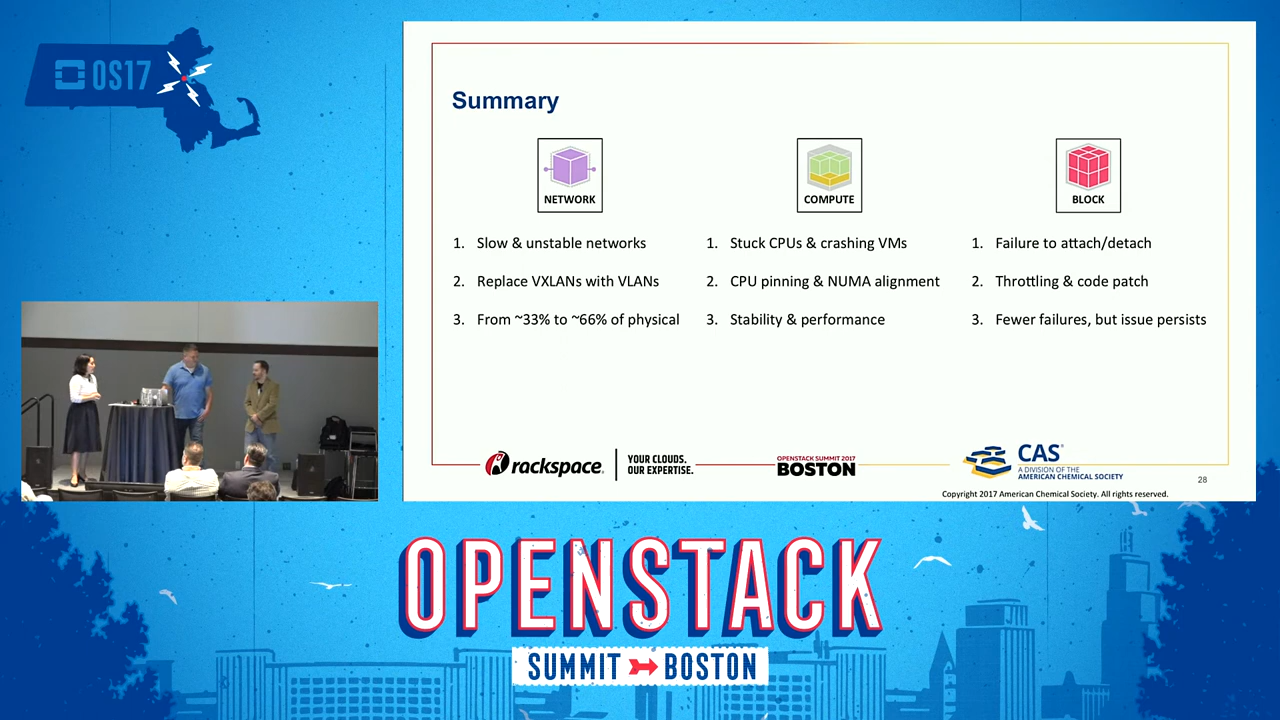 OS17
Summary
NETWORK
COMPUTE
BLOCK
1. Slow & unstable networks
2. Replace VXLANs with VLANs
3. From ~33% to ~66% of physical
1. Stuck CPUs & crashing VMs
2. CPU pinning & NUMA alignment
3. Stability & performance
1. Failure to attach/detach
2. Throttling & code patch
3. Fewer failures, but issue persists
rackspace®
YOUR CLOUDS.
OUR EXPERTISE.
OPENSTACK SUMMIT 2017
BOSTON
CAS®
A DIVISION OF THE
AMERICAN CHEMICAL SOCIETY
28
Copyright 2017 American Chemical Society. All rights reserved.
OPENSTACK
SUMMIT BOSTON